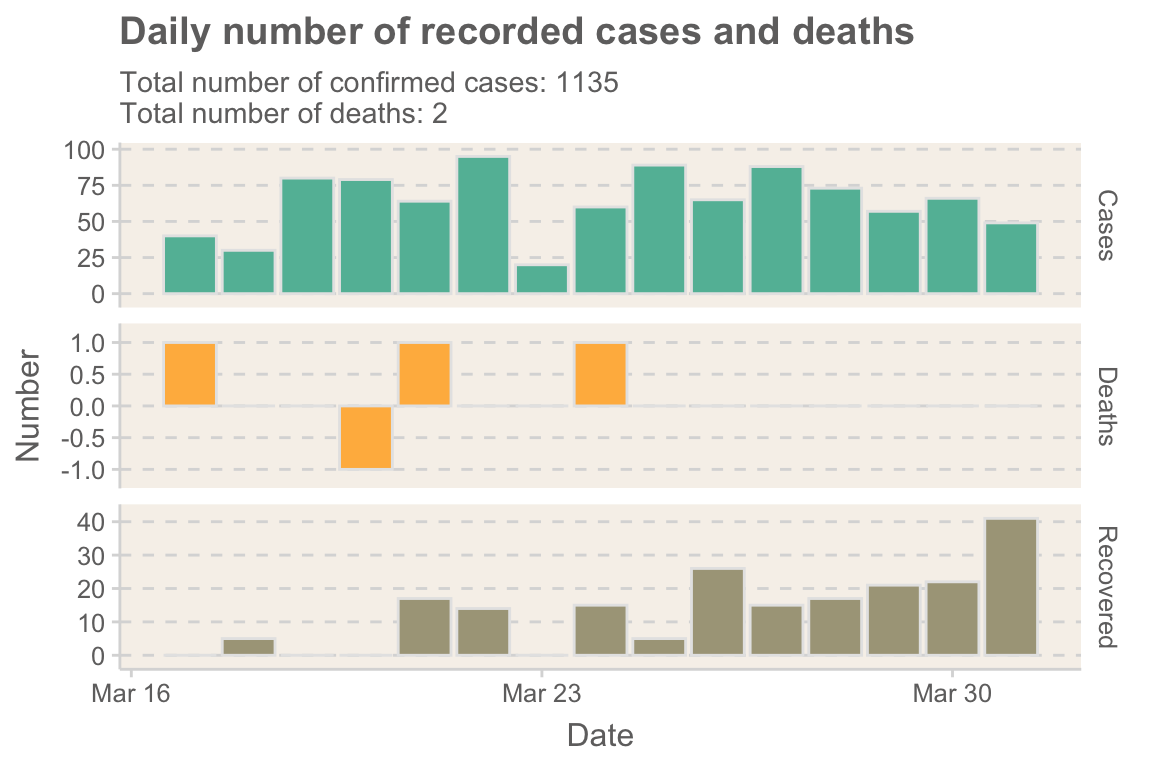 Daily number of recorded cases and deaths
Total number of confirmed cases: 1135
Total number of deaths: 2
100
75
50
25
0
Cases
1.0
0.5
0.0
-0.5
-1.0
Deaths
Number
40
30
20
10
0
Recovered
Mar 16
Mar 23
Mar 30
Date